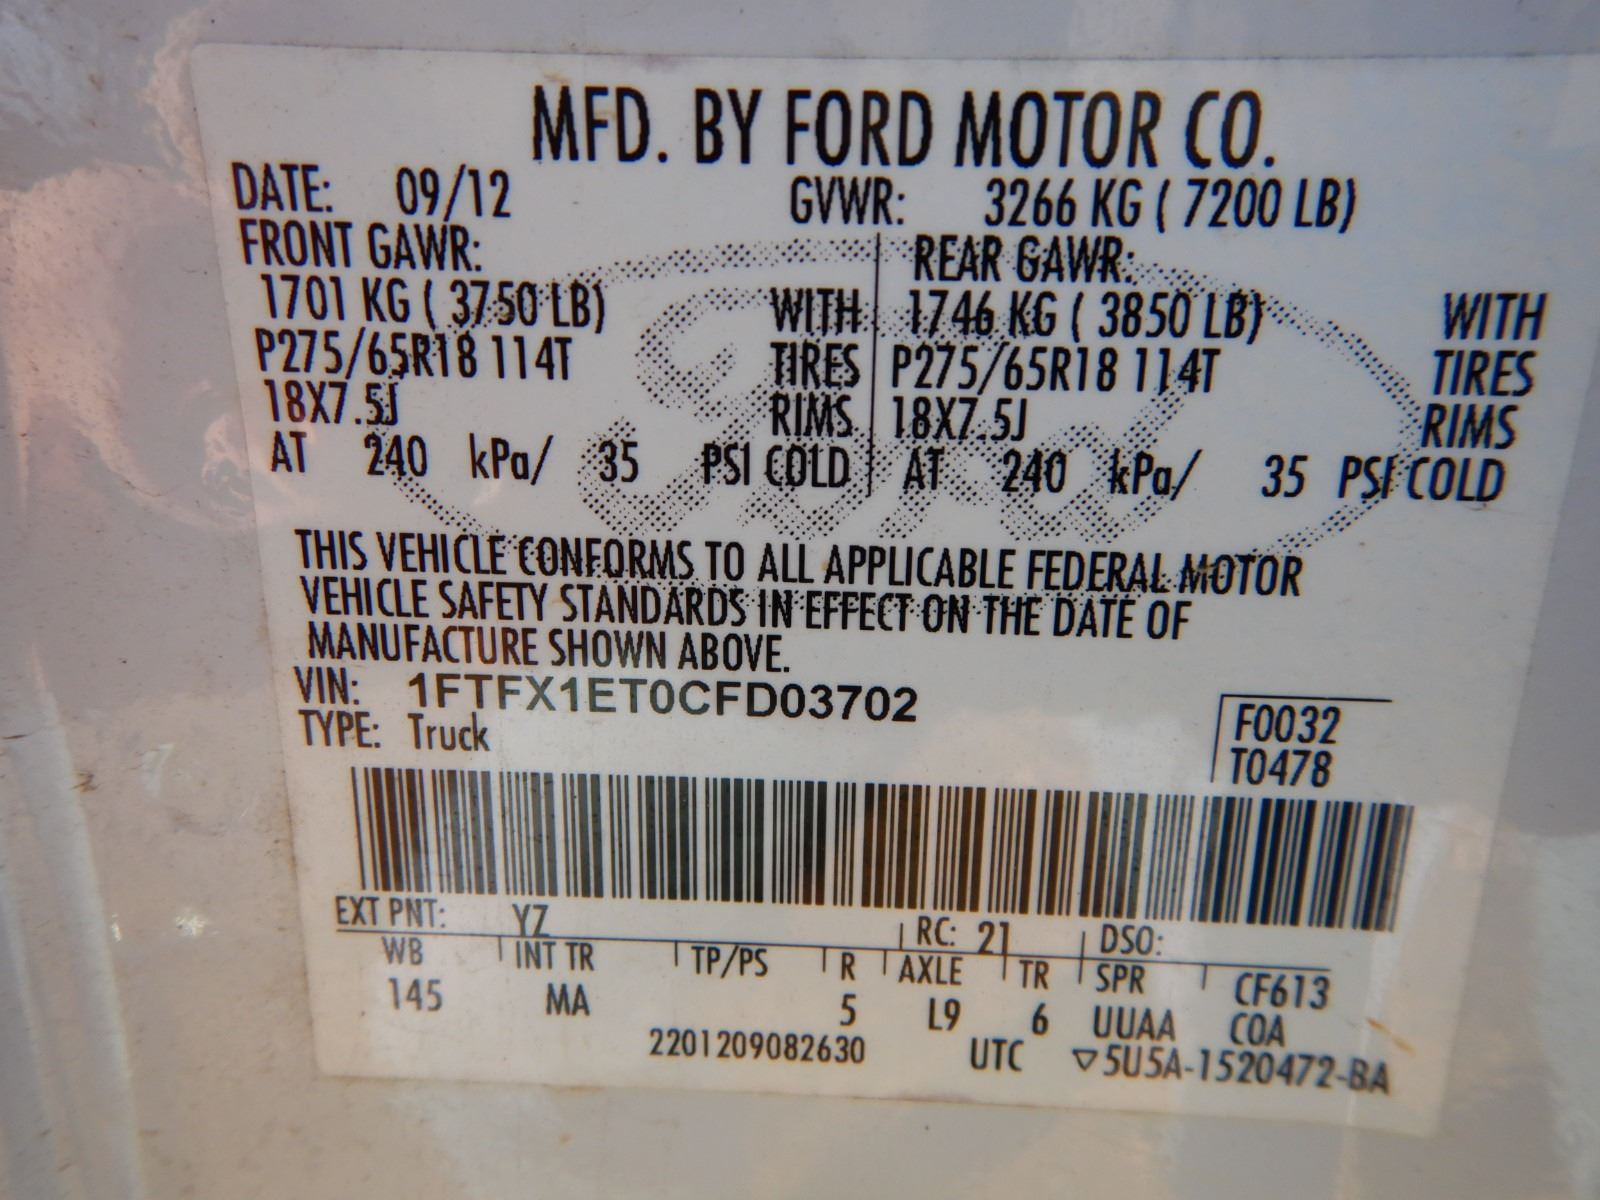 MFD. BY FORD MOTOR CO.
DATE: 09/12 GVWR: 3266 KG ( 7200 LB)
FRONT GAWR: REAR GAWR:
1701 KG ( 3750 LB) WITH 1746 KG ( 3850 LB) WITH
P275/65R18 114T TIRES P275/65R18 114T TIRES
18X7.5J RIMS 18X7.5J RIMS
AT 240 kPa/ 35 PSI COLD AT 240 kPa/ 35 PSI COLD
Ford
THIS VEHICLE CONFORMS TO ALL APPLICABLE FEDERAL MOTOR
VEHICLE SAFETY STANDARDS IN EFFECT ON THE DATE OF
MANUFACTURE SHOWN ABOVE.
VIN: 1FTFX1ET0CFD03702
TYPE: Truck
F0032
T0478
EXT PNT: YZ RC: 21 DSO:
WB INT TR TP/PS R AXLE TR SPR CF613
145 MA 5 L9 6 UUAA COA
2201209082630 UTC ▽5U5A-1520472-BA